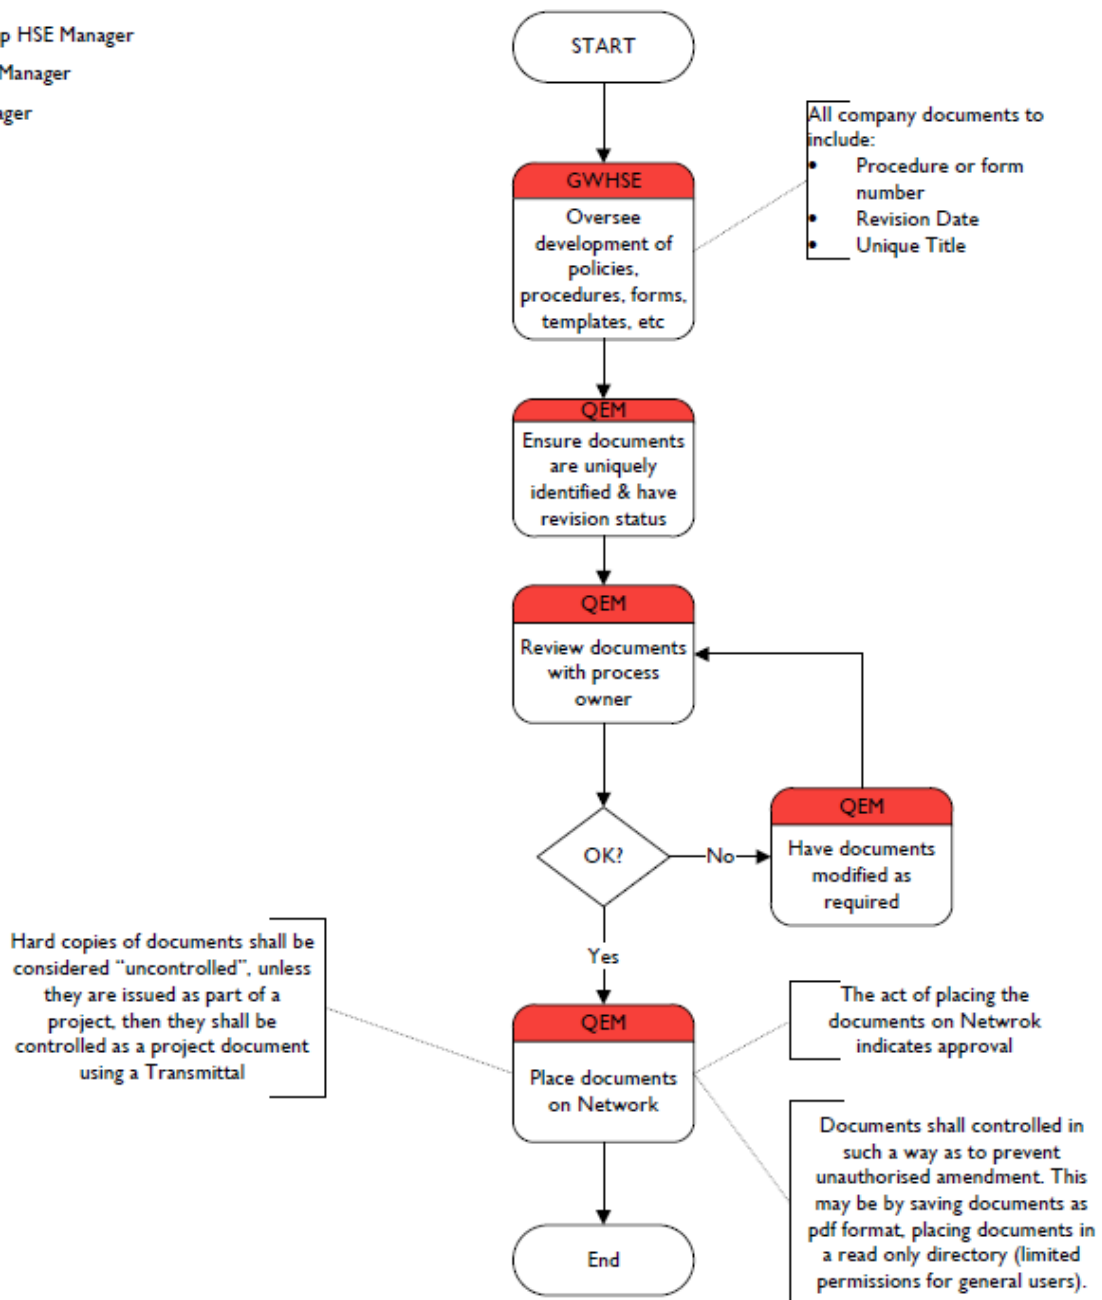 p HSE Manager
Manager
ager
START
All company documents to
include:
• Procedure or form
number
• Revision Date
• Unique Title
GWHSE
Oversee
development of
policies,
procedures, forms,
templates, etc
QEM
Ensure documents
are uniquely
identified & have
revision status
QEM
Review documents
with process
owner
QEM
Have documents
modified as
required
OK?
No
Yes
Hard copies of documents shall be
considered “uncontrolled”, unless
they are issued as part of a
project, then they shall be
controlled as a project document
using a Transmittal
QEM
Place documents
on Network
The act of placing the
documents on Netwrok
indicates approval
Documents shall controlled in
such a way as to prevent
unauthorised amendment. This
may be by saving documents as
pdf format, placing documents in
a read only directory (limited
permissions for general users).
End